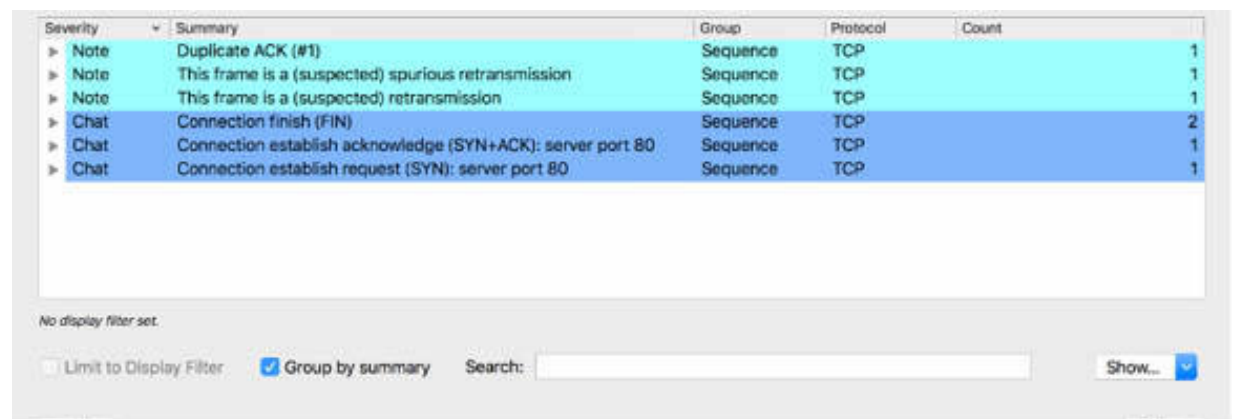 Severity Summary Group Protocol Count
Note Duplicate ACK (#1) Sequence TCP 1
Note This frame is a (suspected) spurious retransmission Sequence TCP 1
Note This frame is a (suspected) retransmission Sequence TCP 1
Chat Connection finish (FIN) Sequence TCP 2
Chat Connection establish acknowledge (SYN+ACK): server port 80 Sequence TCP 1
Chat Connection establish request (SYN): server port 80 Sequence TCP 1
No display filter set.
Limit to Display Filter Group by summary Search: Show...